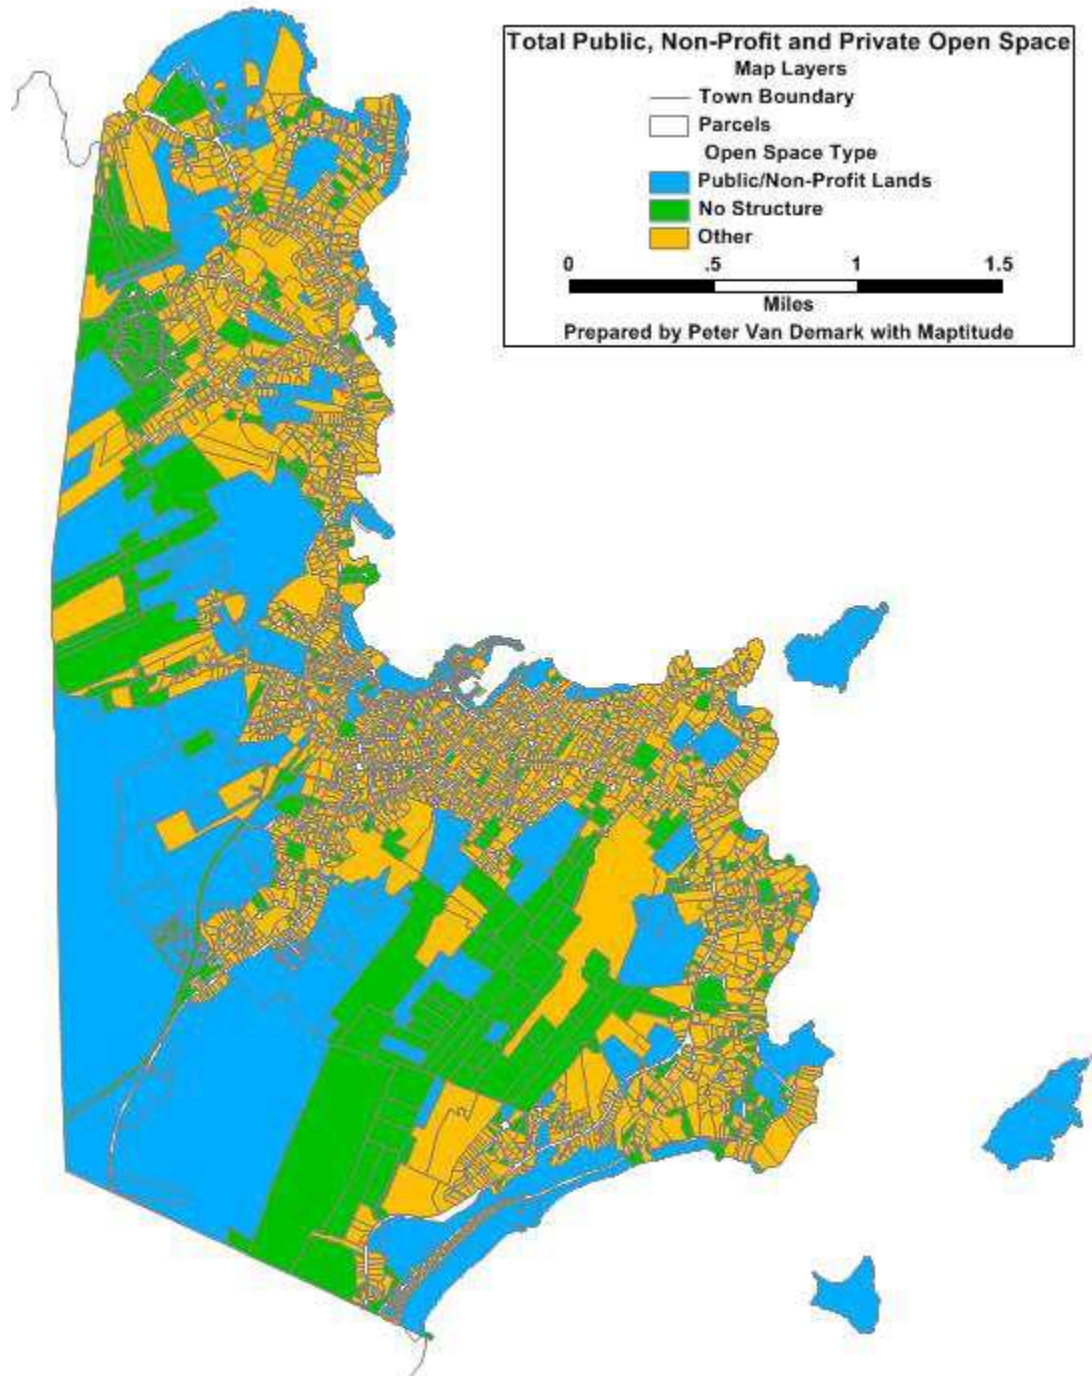 Total Public, Non-Profit and Private Open Space
Map Layers
Town Boundary
Parcels
Open Space Type
Public/Non-Profit Lands
No Structure
Other
0 .5 1 1.5
Miles
Prepared by Peter Van Demark with Maptitude